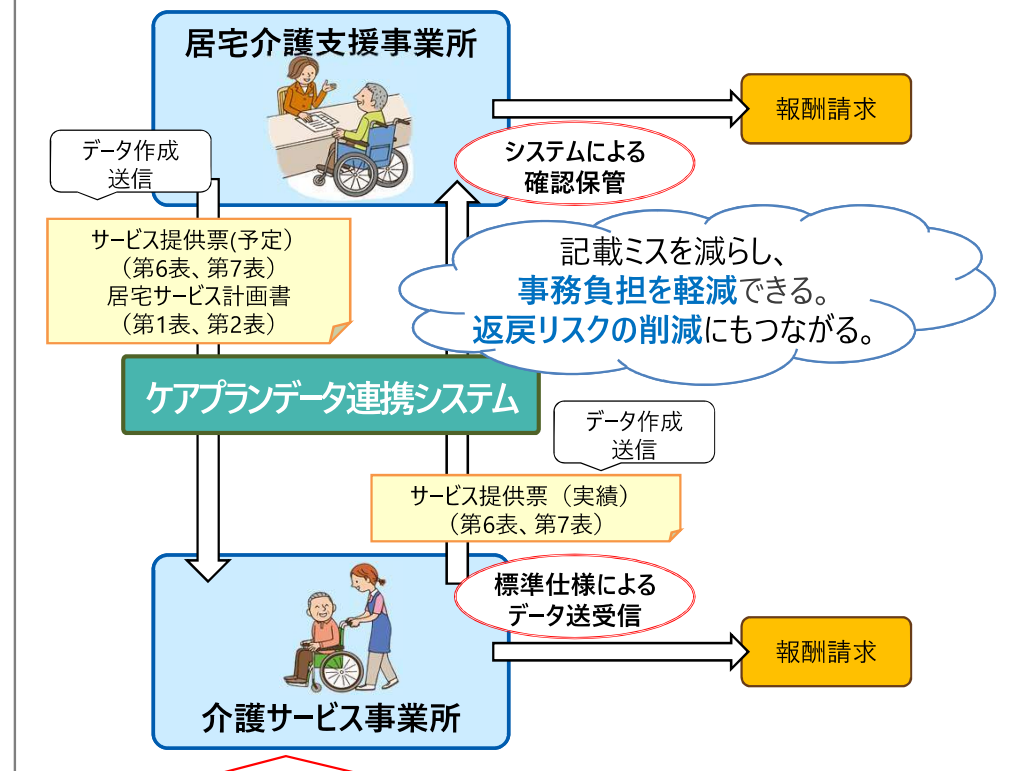 居宅介護支援事業所
報酬請求
データ作成
送信
システムによる
確認保管
サービス提供票(予定)
（第6表、第7表）
居宅サービス計画書
（第1表、第2表）
記載ミスを減らし、
事務負担を軽減できる。
返戻リスクの削減にもつながる。
ケアプランデータ連携システム
データ作成
送信
サービス提供票（実績）
（第6表、第7表）
標準仕様による
データ送受信
報酬請求
介護サービス事業所